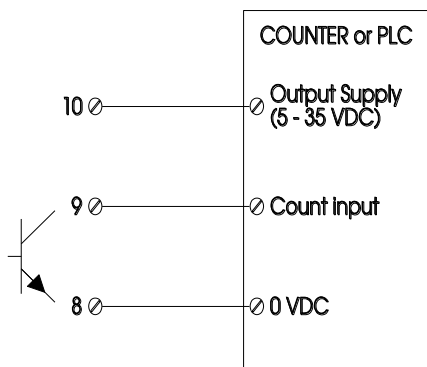 COUNTER or PLC
10 Output Supply
(5 - 35 VDC)
9 Count input
8 0 VDC